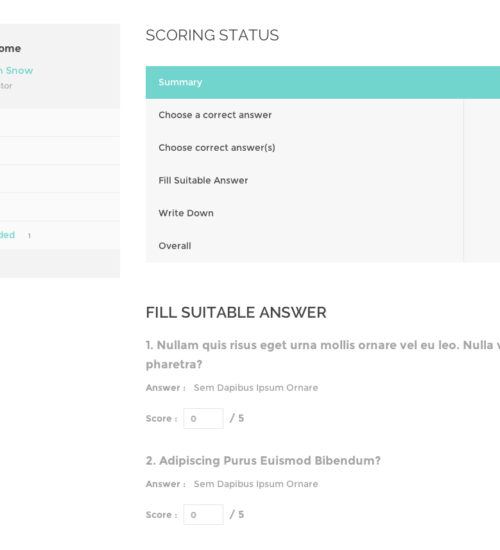 SCORING STATUS
ome
n Snow
tor
ded 1
Summary
Choose a correct answer
Choose correct answer(s)
Fill Suitable Answer
Write Down
Overall
FILL SUITABLE ANSWER
1. Nullam quis risus eget urna mollis ornare vel eu leo. Nulla v
pharetra?
Answer : Sem Dapibus Ipsum Ornare
Score : 0 / 5
2. Adipiscing Purus Euismod Bibendum?
Answer : Sem Dapibus Ipsum Ornare
Score : 0 / 5